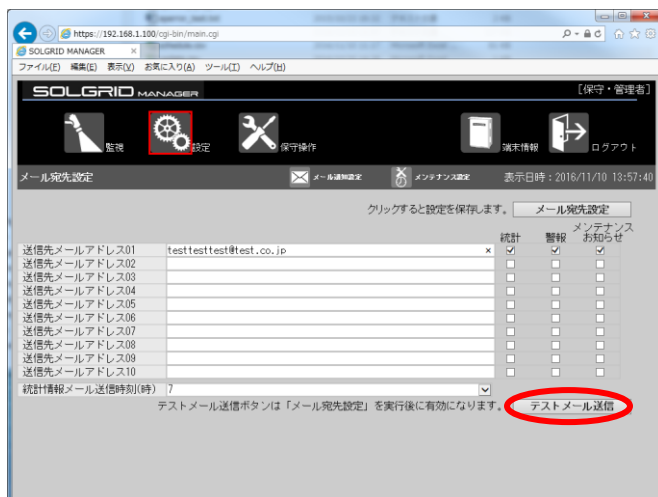 https://192.168.1.100/cgi-bin/main.cgi
SOLGRID MANAGER ×
ファイル(F) 編集(E) 表示(V) お気に入り(A) ツール(T) ヘルプ(H)
SOLGRID MANAGER [保守・管理者]
監視 設定 保守操作 端末情報 ログアウト
メール宛先設定 メール通知設定 メンテナンス設定 表示日時:2016/11/10 13:57:40
クリックすると設定を保存します。 メール宛先設定
統計 警報 メンテナンスお知らせ
送信先メールアドレス01 testtesttest@test.co.jp ×
送信先メールアドレス02
送信先メールアドレス03
送信先メールアドレス04
送信先メールアドレス05
送信先メールアドレス06
送信先メールアドレス07
送信先メールアドレス08
送信先メールアドレス09
送信先メールアドレス10
統計情報メール送信時刻(時) 7
テストメール送信ボタンは「メール宛先設定」を実行後に有効になります。 テストメール送信